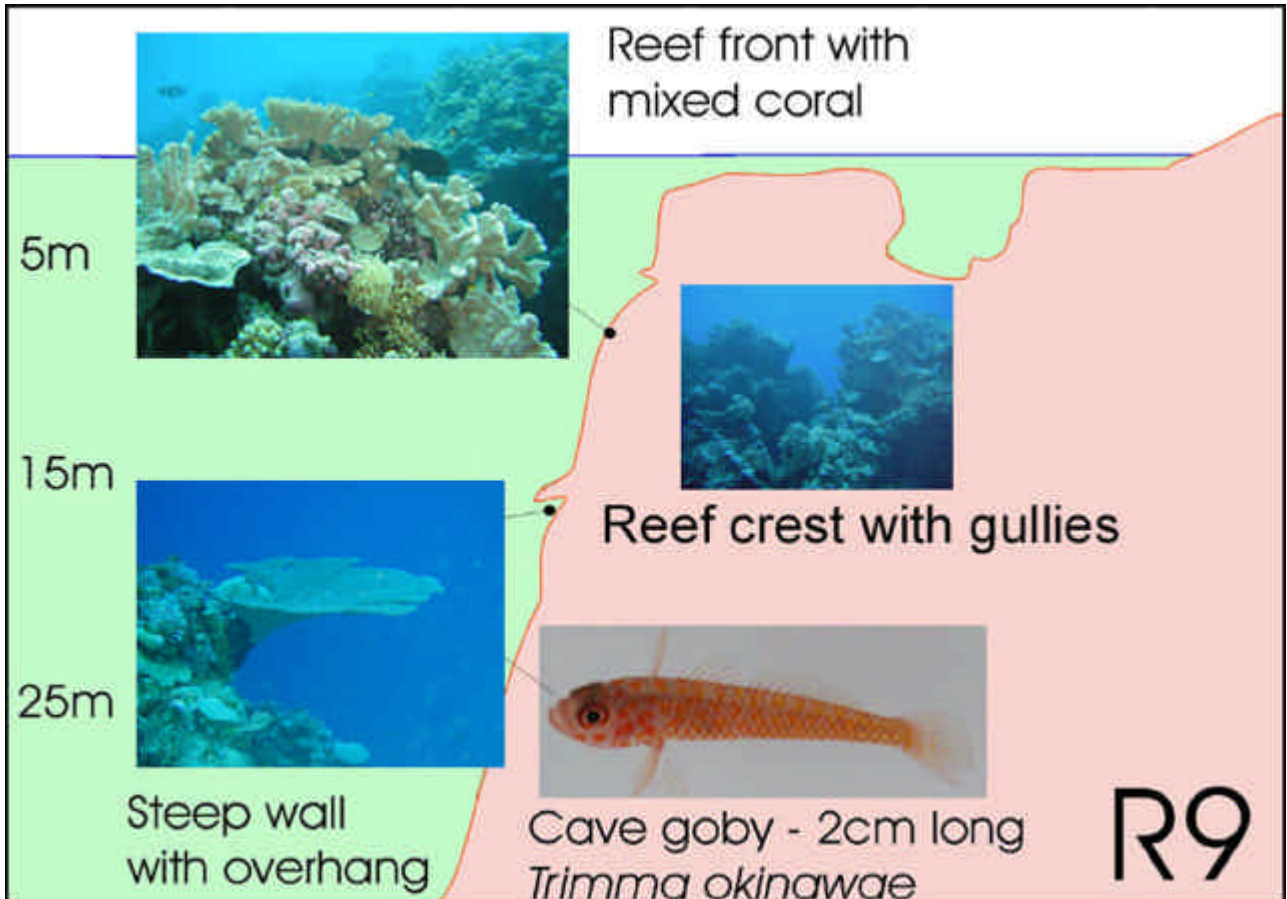 Reef front with
mixed coral
5m
15m
Reef crest with gullies
25m
Steep wall
with overhang
Cave goby - 2cm long
Trimma okinawae
R9